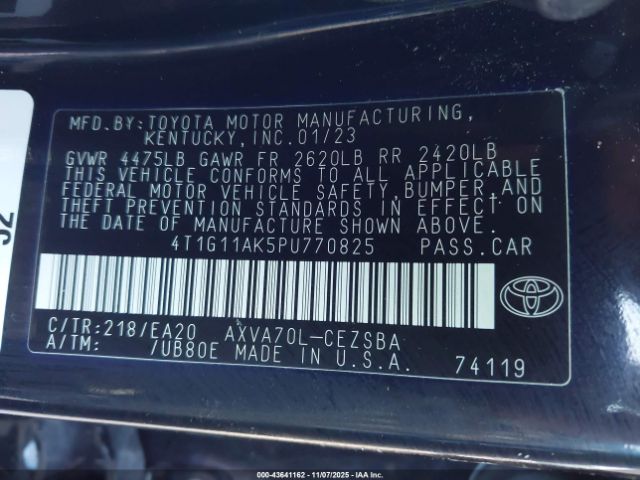 MFD.BY:TOYOTA MOTOR MANUFACTURING,
KENTUCKY,INC.01/23
GVWR 4475LB GAWR FR 2620LB RR 2420LB
THIS VEHICLE CONFORMS TO ALL APPLICABLE
FEDERAL MOTOR VEHICLE SAFETY, BUMPER,AND
THEFT PREVENTION STANDARDS IN EFFECT ON
THE DATE OF MANUFACTURE SHOWN ABOVE.
4T1G11AK5PU770825 PASS.CAR
C/TR:218/EA20 AXVA70L-CEZSBA
A/TM: /UB80E MADE IN U.S.A.
74119
000-43641162 - 11/07/2025 - IAA Inc.